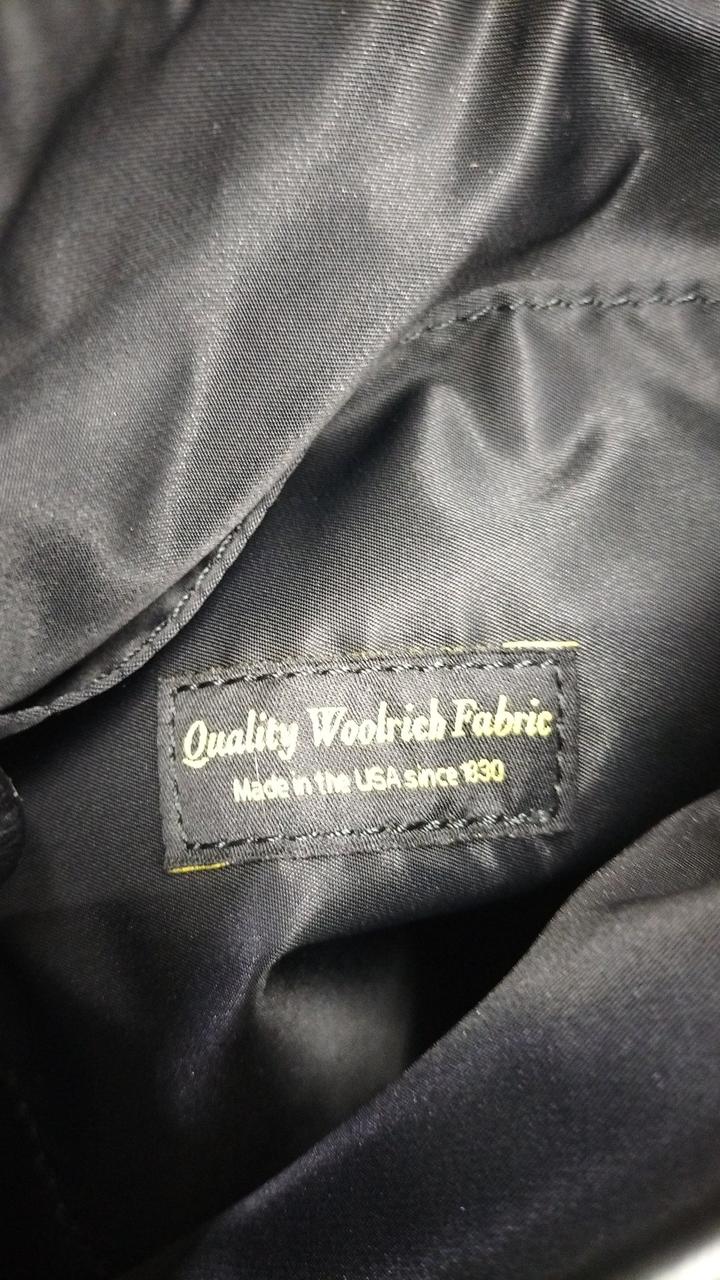 Quality Woolrich Fabric
Made in the USA since 1830